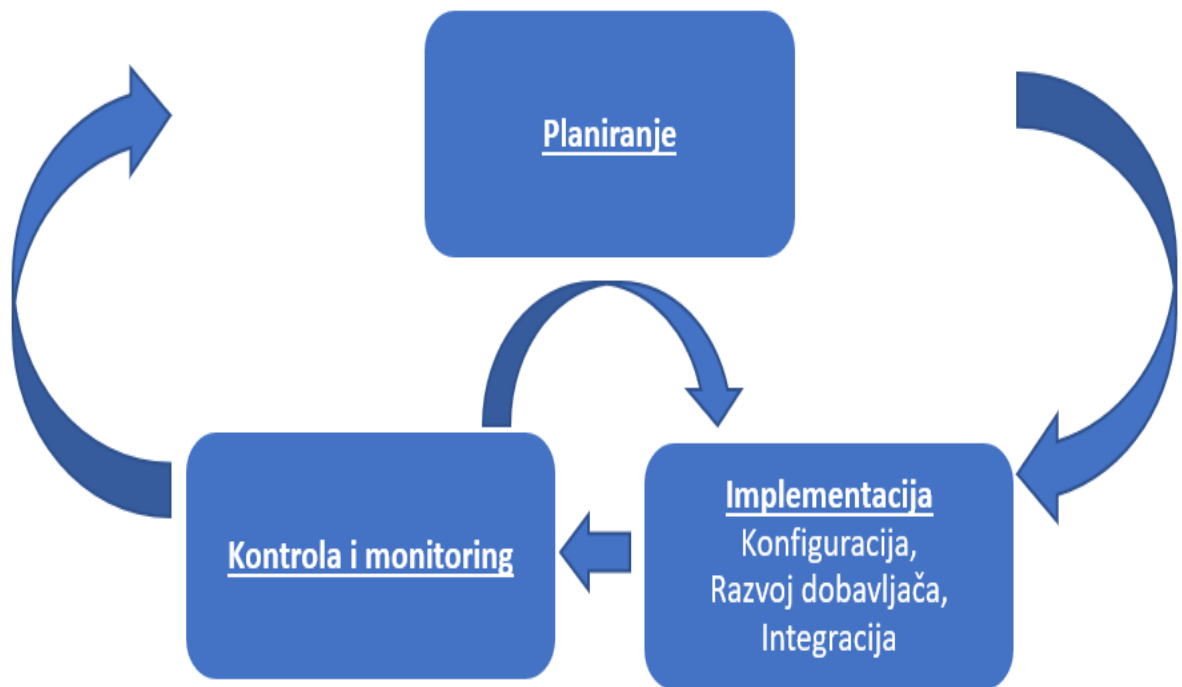 Planiranje
Kontrola i monitoring
Implementacija
Konfiguracija,
Razvoj dobavljača,
Integracija